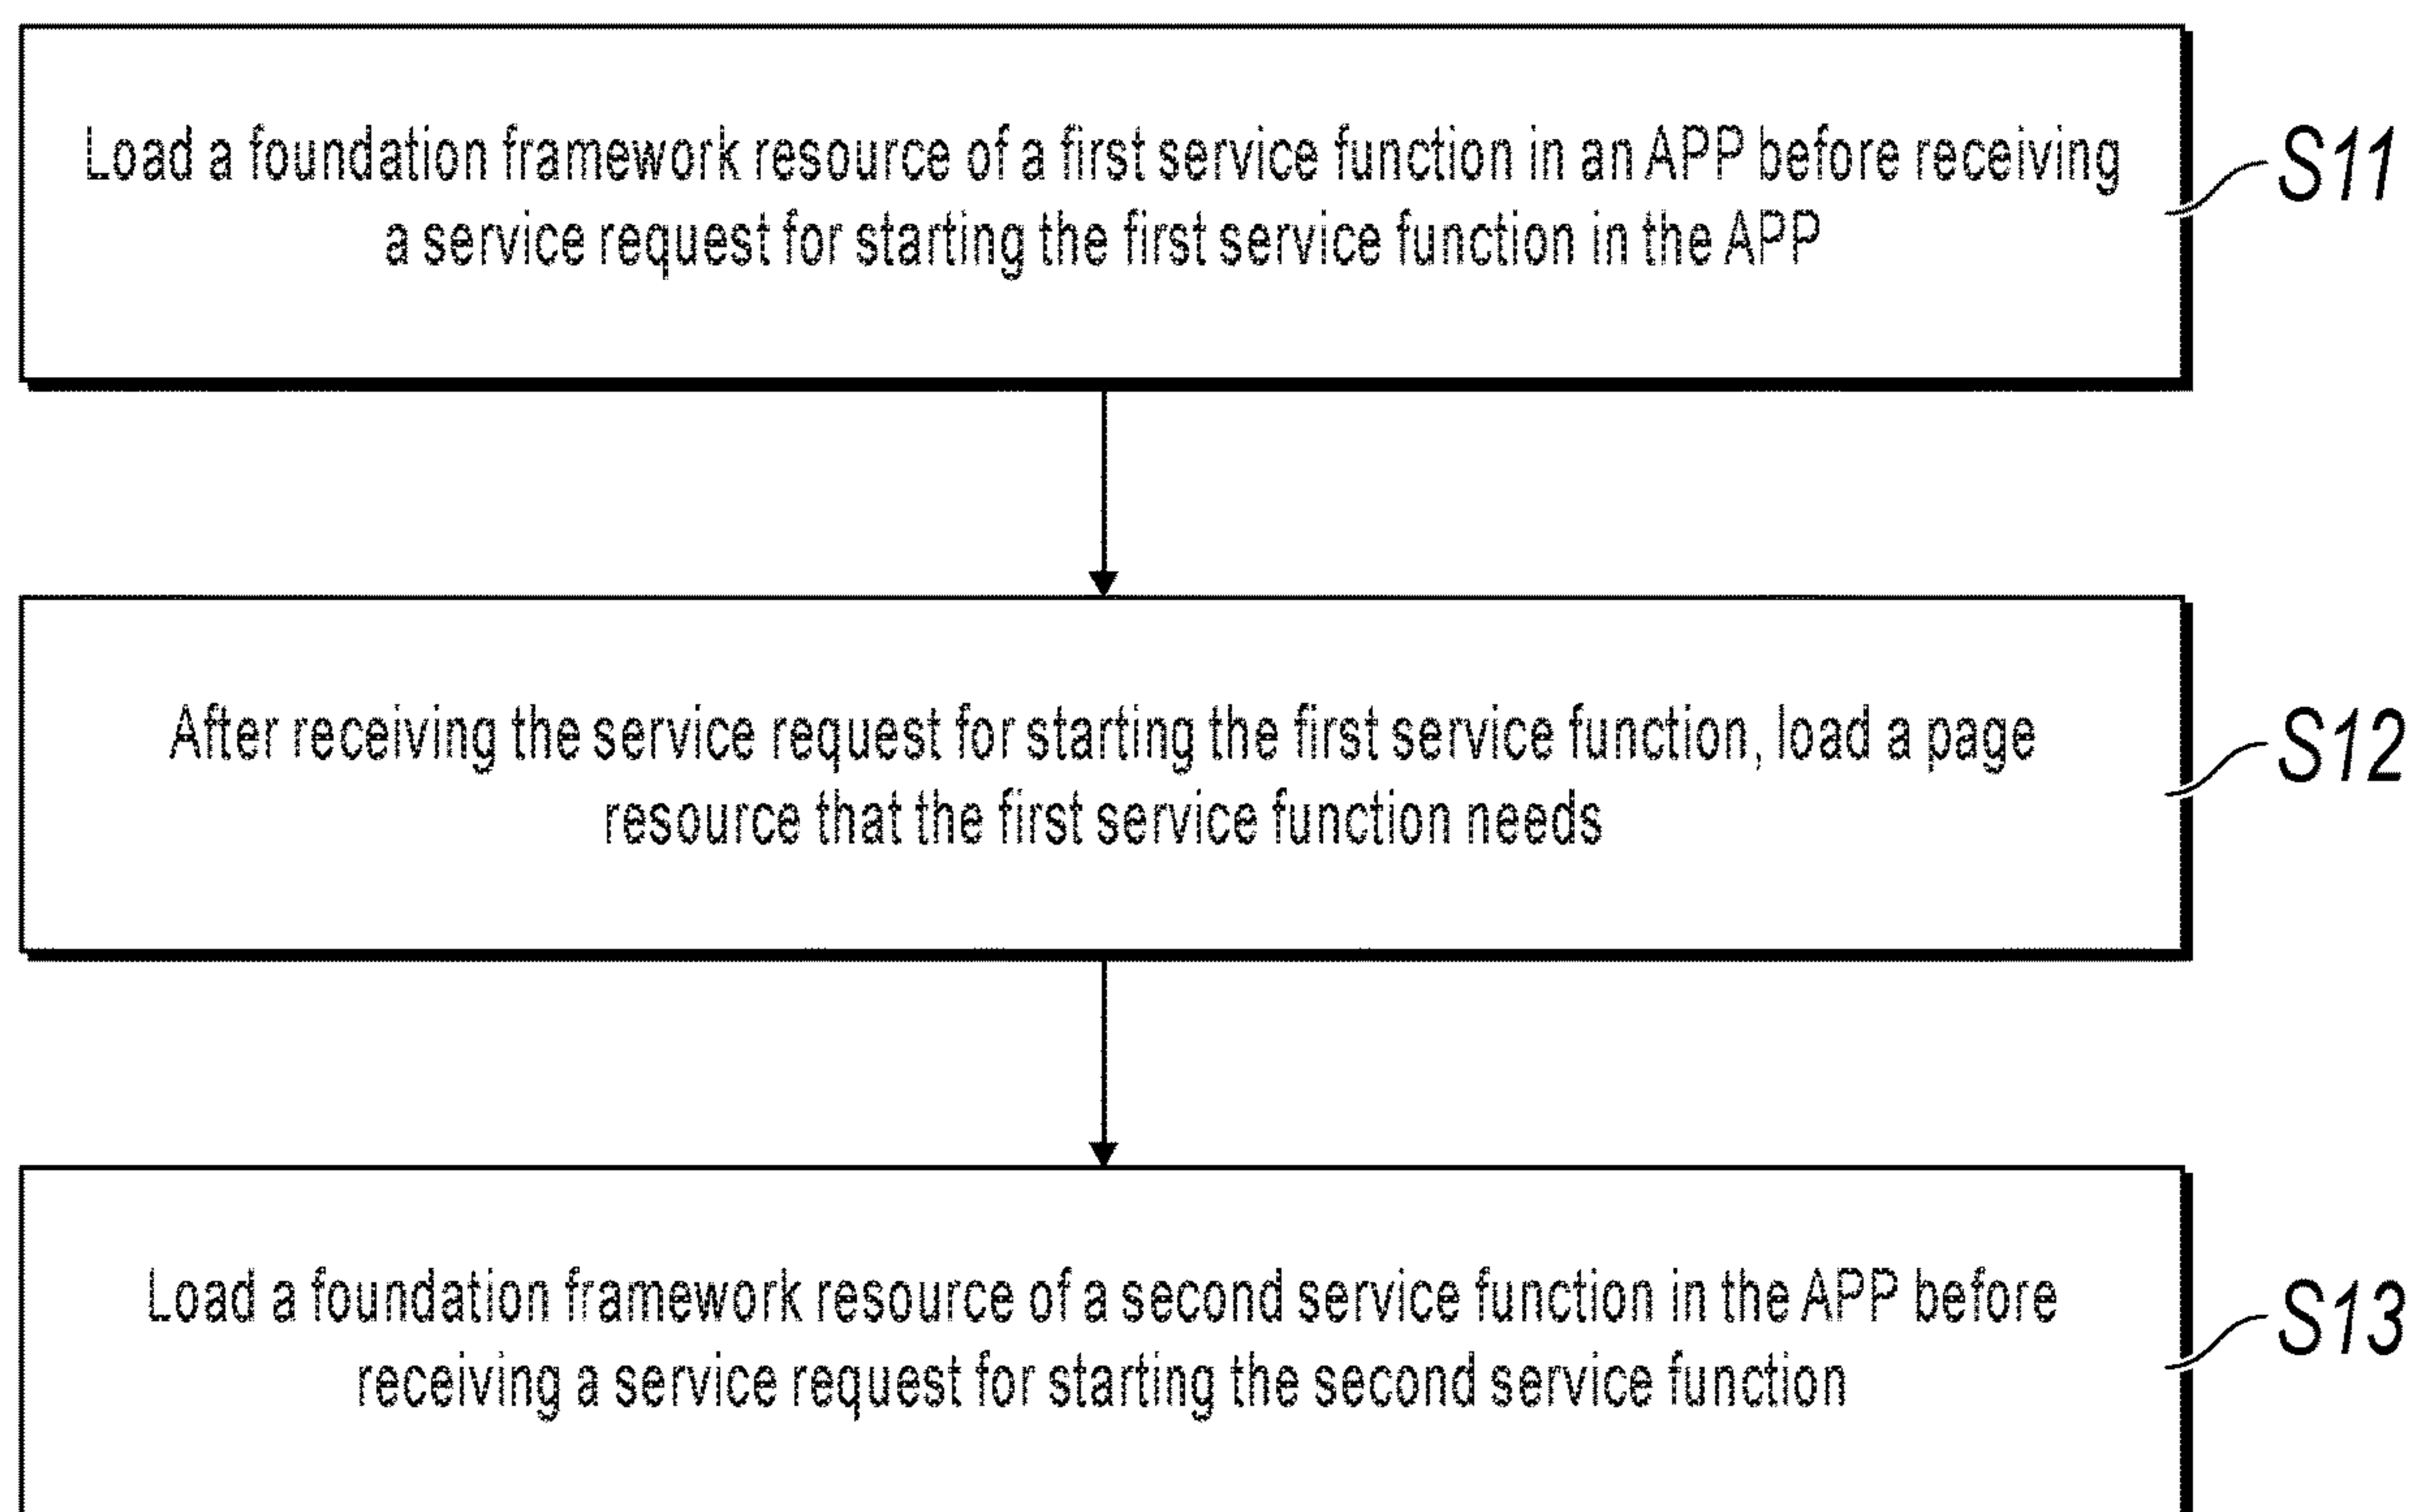 Load a foundation framework resource of a first service function in an APP before receiving
a service request for starting the first service function in the APP
S11
After receiving the service request for starting the first service function, load a page
resource that the first service function needs
S12
Load a foundation framework resource of a second service function in the APP before
receiving a service request for starting the second service function
S13